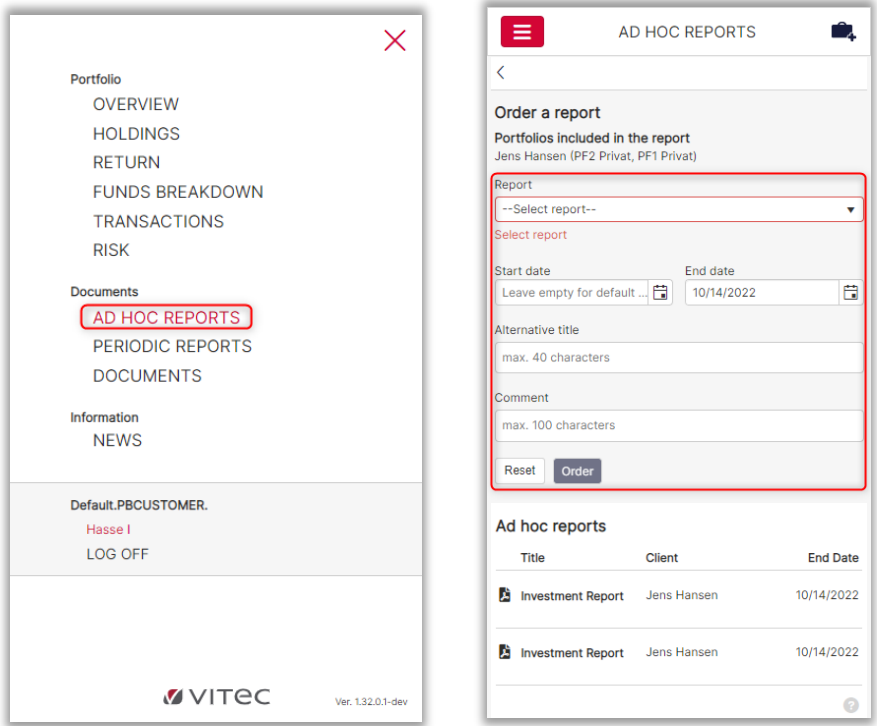 Portfolio
OVERVIEW
HOLDINGS
RETURN
FUNDS BREAKDOWN
TRANSACTIONS
RISK
Documents
AD HOC REPORTS
PERIODIC REPORTS
DOCUMENTS
Information
NEWS
Default.PBCUSTOMER.
Hasse I
LOG OFF
VITEC
Ver. 1.32.0.1-dev
AD HOC REPORTS
Order a report
Portfolios included in the report
Jens Hansen (PF2 Privat, PF1 Privat)
Report
--Select report--
Select report
Start date End date
Leave empty for default ... 10/14/2022
Alternative title
max. 40 characters
Comment
max. 100 characters
Reset Order
Ad hoc reports
Title Client End Date
Investment Report Jens Hansen 10/14/2022
Investment Report Jens Hansen 10/14/2022
?